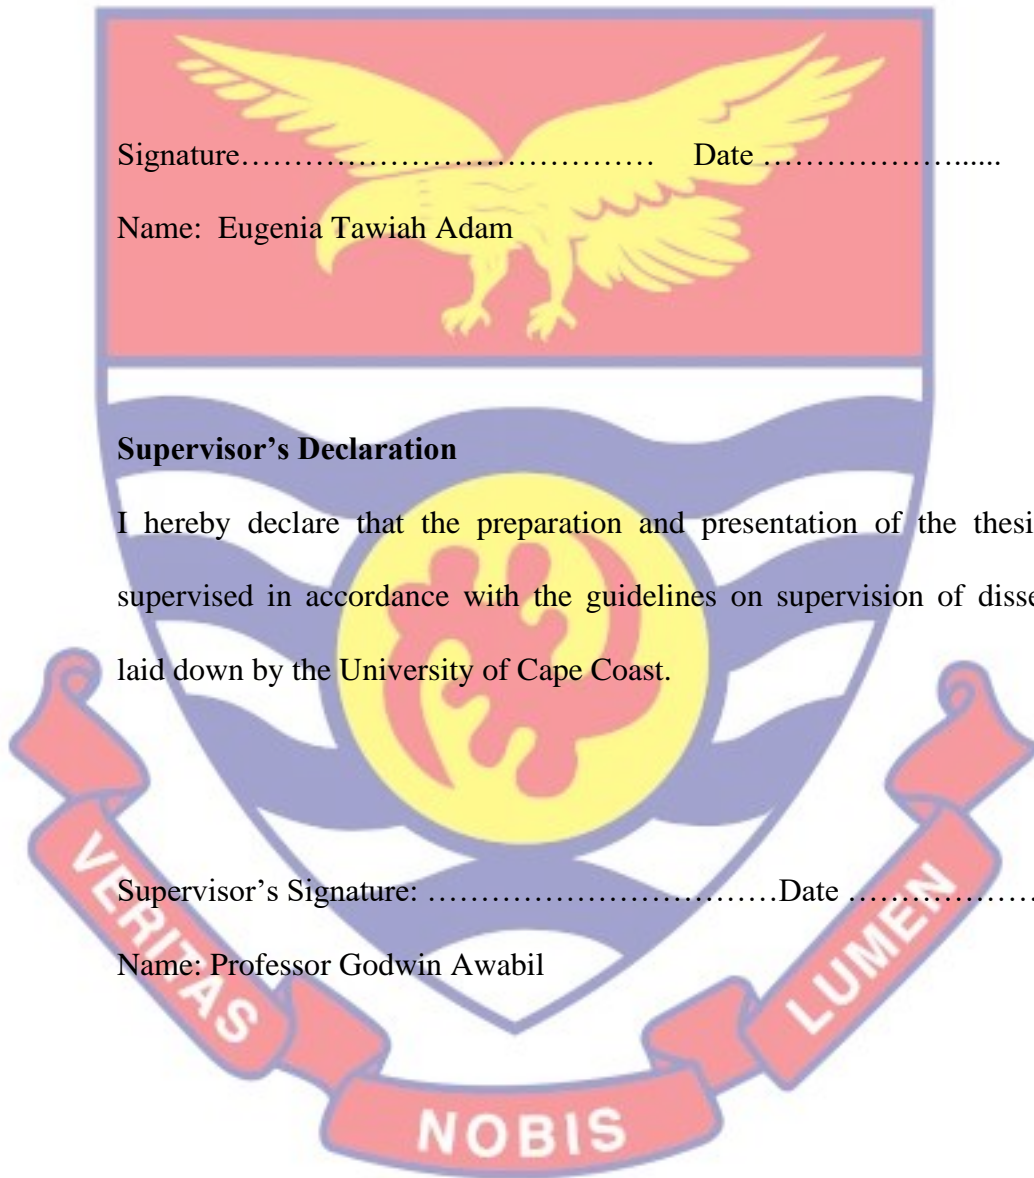 Signature………………………………… Date ………………......
Name: Eugenia Tawiah Adam
Supervisor’s Declaration
I hereby declare that the preparation and presentation of the thesi
supervised in accordance with the guidelines on supervision of disse
laid down by the University of Cape Coast.
Supervisor’s Signature: ……………………………Date ………………
Name: Professor Godwin Awabil
VERITAS
NOBIS
LUMEN